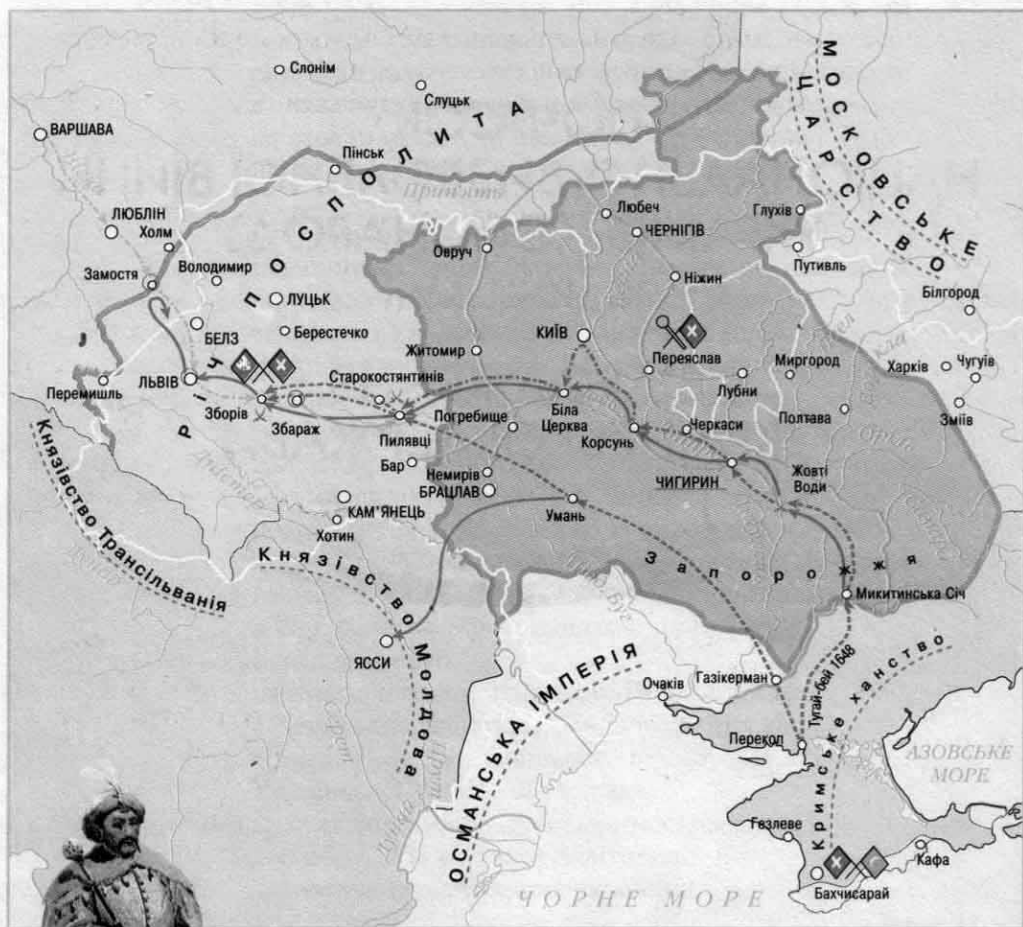 МОСКОВСЬКЕ
ЦАРСТВО
Слонім
Слуцьк
ВАРШАВА
РІЧ ПОСПОЛИТА
Пінськ
Прип'ять
Любеч
Глухів
ЛЮБЛІН
Холм
ЧЕРНІГІВ
Овруч
Путивль
Замостя
Володимир
Ніжин
Білгород
ЛУЦЬК
БЕЛЗ
Берестечко
КИЇВ
Житомир
Переяслав
Миргород
Харків
Чугуїв
ЛЬВІВ
Старокостянтинів
Перемишль
Лубни
Зміїв
Зборів
Погребище
Біла
Церква
Черкаси
Полтава
Збараж
Пилявці
Корсунь
Бар
Немирів
БРАЦЛАВ
ЧИГИРИН
Жовті
Води
КАМ'ЯНЕЦЬ
Умань
Хотин
Князівство Трансільванія
Князівство Молдова
Запорожжя
Микитинська Січ
ЯССИ
ОСМАНСЬКА ІМПЕРІЯ
Очаків
Газікерман
Тугай-бей 1648
Кримське ханство
Перекоп
АЗОВСЬКЕ
МОРЕ
Гезлеве
Кафа
Бахчисарай
ЧОРНЕ МОРЕ